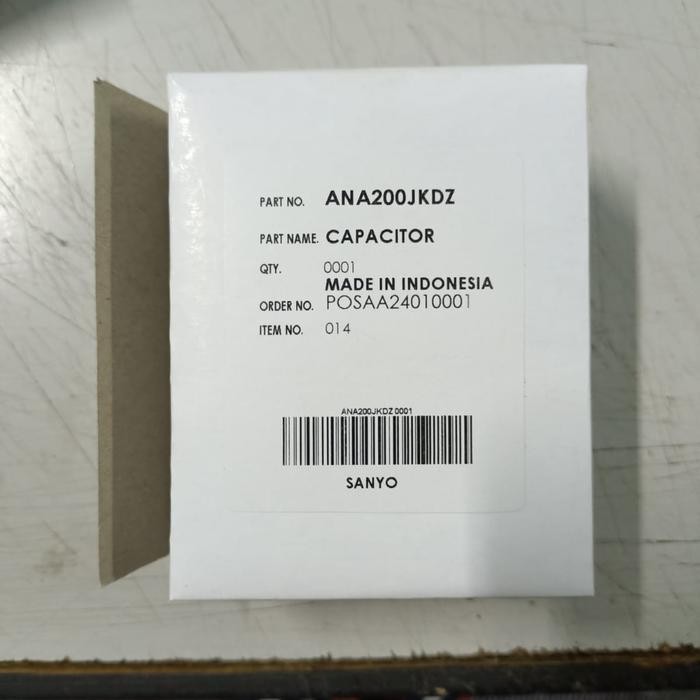 PART NO. ANA200JKDZ
PART NAME. CAPACITOR
QTY. 0001
MADE IN INDONESIA
ORDER NO. POSAA24010001
ITEM NO. 014
ANA200JKDZ 0001
SANYO